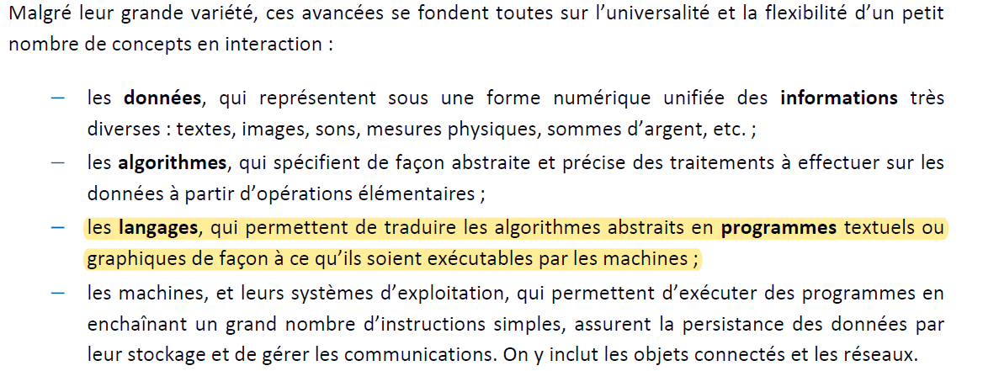 Malgré leur grande variété, ces avancées se fondent toutes sur l’universalité et la flexibilité d’un petit
nombre de concepts en interaction :
– les données, qui représentent sous une forme numérique unifiée des informations très
diverses : textes, images, sons, mesures physiques, sommes d’argent, etc. ;
– les algorithmes, qui spécifient de façon abstraite et précise des traitements à effectuer sur les
données à partir d’opérations élémentaires ;
– les langages, qui permettent de traduire les algorithmes abstraits en programmes textuels ou
graphiques de façon à ce qu’ils soient exécutables par les machines ;
– les machines, et leurs systèmes d’exploitation, qui permettent d’exécuter des programmes en
enchaînant un grand nombre d’instructions simples, assurent la persistance des données par
leur stockage et de gérer les communications. On y inclut les objets connectés et les réseaux.